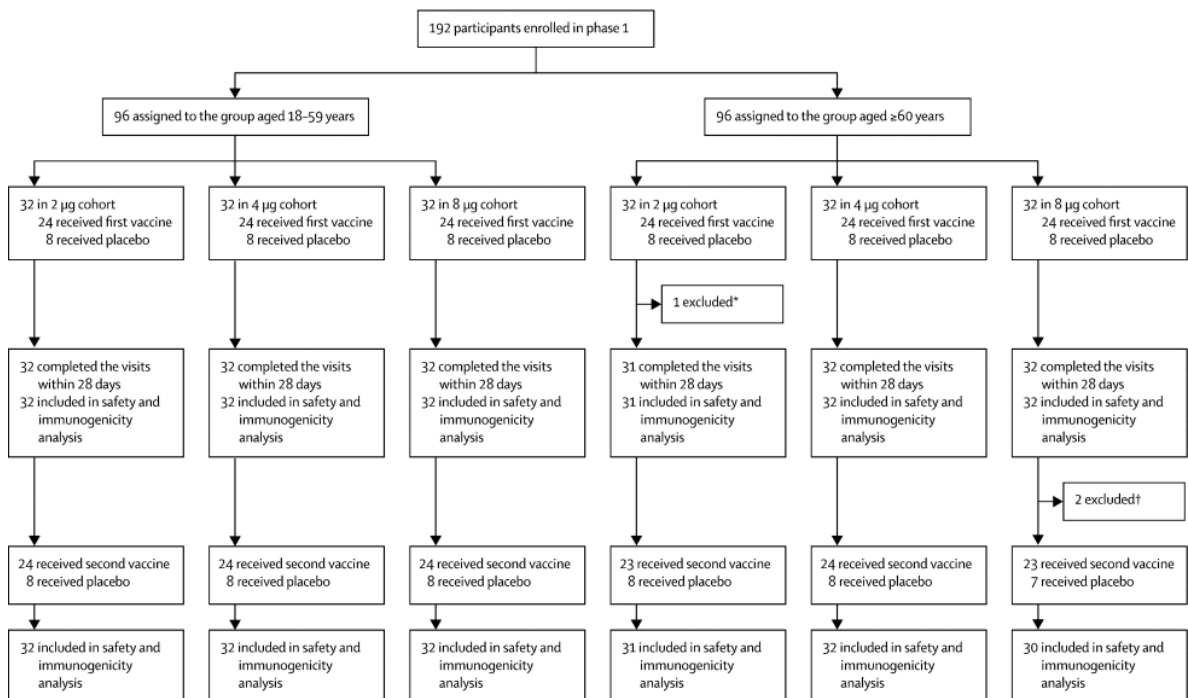 192 participants enrolled in phase 1
96 assigned to the group aged 18–59 years
96 assigned to the group aged ≥60 years
32 in 2 µg cohort
24 received first vaccine
8 received placebo
32 in 4 µg cohort
24 received first vaccine
8 received placebo
32 in 8 µg cohort
24 received first vaccine
8 received placebo
32 in 2 µg cohort
24 received first vaccine
8 received placebo
32 in 4 µg cohort
24 received first vaccine
8 received placebo
32 in 8 µg cohort
24 received first vaccine
8 received placebo
1 excluded*
32 completed the visits
within 28 days
32 included in safety and
immunogenicity
analysis
32 completed the visits
within 28 days
32 included in safety and
immunogenicity
analysis
32 completed the visits
within 28 days
32 included in safety and
immunogenicity
analysis
31 completed the visits
within 28 days
31 included in safety and
immunogenicity
analysis
32 completed the visits
within 28 days
32 included in safety and
immunogenicity
analysis
32 completed the visits
within 28 days
32 included in safety and
immunogenicity
analysis
2 excluded†
24 received second vaccine
8 received placebo
24 received second vaccine
8 received placebo
24 received second vaccine
8 received placebo
23 received second vaccine
8 received placebo
24 received second vaccine
8 received placebo
23 received second vaccine
7 received placebo
32 included in safety and
immunogenicity
analysis
32 included in safety and
immunogenicity
analysis
32 included in safety and
immunogenicity
analysis
31 included in safety and
immunogenicity
analysis
32 included in safety and
immunogenicity
analysis
30 included in safety and
immunogenicity
analysis